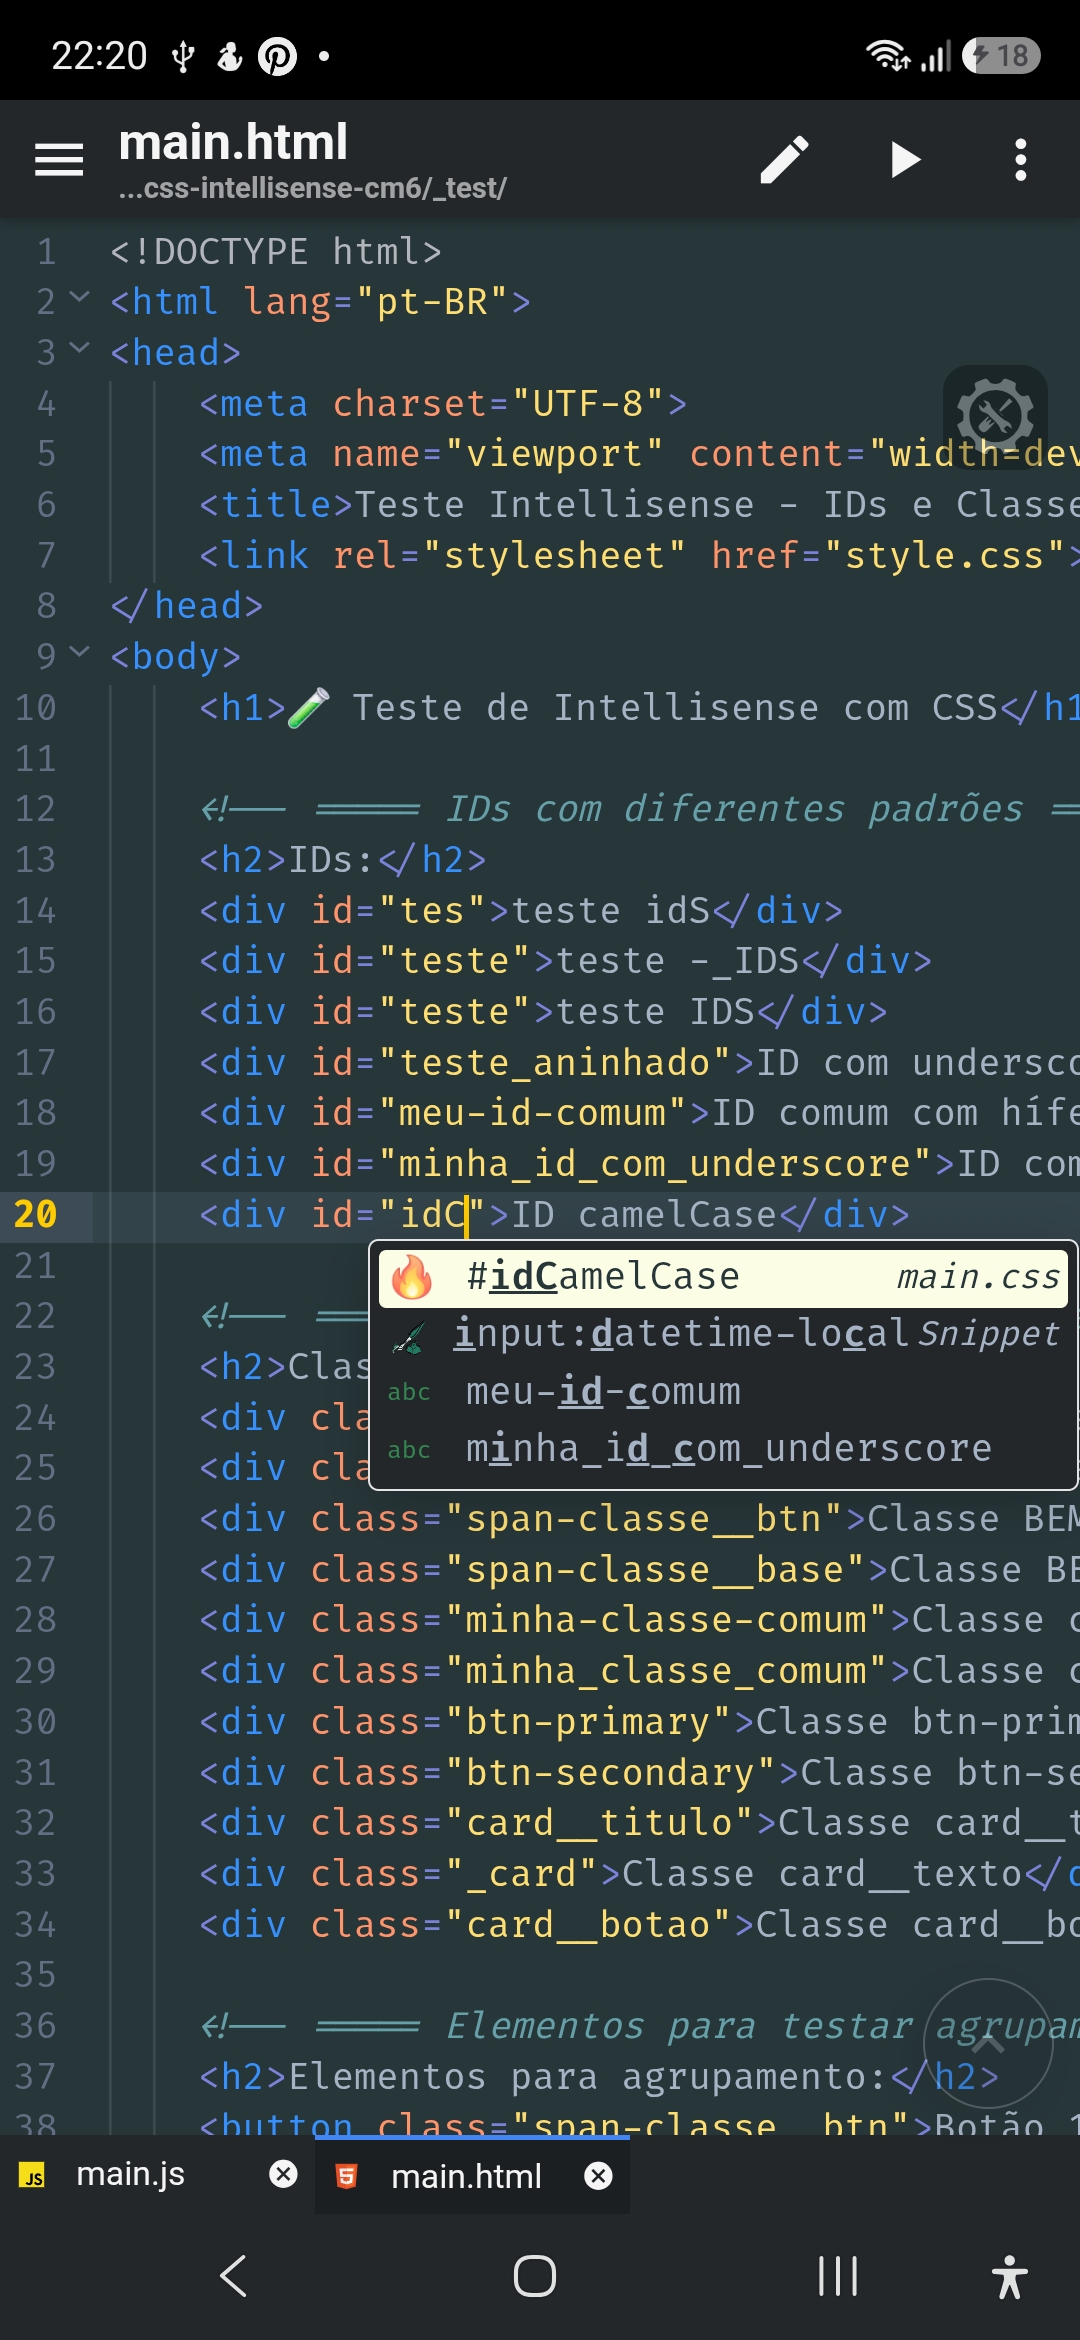 22:20
18
main.html
...css-intellisense-cm6/_test/
1 <!DOCTYPE html>
2 <html lang="pt-BR">
3 <head>
4 <meta charset="UTF-8">
5 <meta name="viewport" content="width=dev
6 <title>Teste Intellisense - IDs e Classe
7 <link rel="stylesheet" href="style.css">
8 </head>
9 <body>
10 <h1>🧪 Teste de Intellisense com CSS</h1
11
12 <!-- ===== IDs com diferentes padrões ==
13 <h2>IDs:</h2>
14 <div id="tes">teste idS</div>
15 <div id="teste">teste -_IDS</div>
16 <div id="teste">teste IDS</div>
17 <div id="teste_aninhado">ID com undersco
18 <div id="meu-id-comum">ID comum com hífe
19 <div id="minha_id_com_underscore">ID com
20 <div id="idC">ID camelCase</div>
21
#idCamelCase main.css
22 <!-- ==
input:datetime-local Snippet
23 <h2>Clas
abc meu-id-comum
24 <div cla
abc minha_id_com_underscore
25 <div cla
26 <div class="span-classe__btn">Classe BEM
27 <div class="span-classe__base">Classe BE
28 <div class="minha-classe-comum">Classe c
29 <div class="minha_classe_comum">Classe c
30 <div class="btn-primary">Classe btn-prim
31 <div class="btn-secondary">Classe btn-se
32 <div class="card__titulo">Classe card__t
33 <div class="_card">Classe card__texto</d
34 <div class="card__botao">Classe card__bo
35
36 <!-- ===== Elementos para testar agrupam
37 <h2>Elementos para agrupamento:</h2>
38 <button class="span-classe__btn">Botão 1
JS main.js
5 main.html